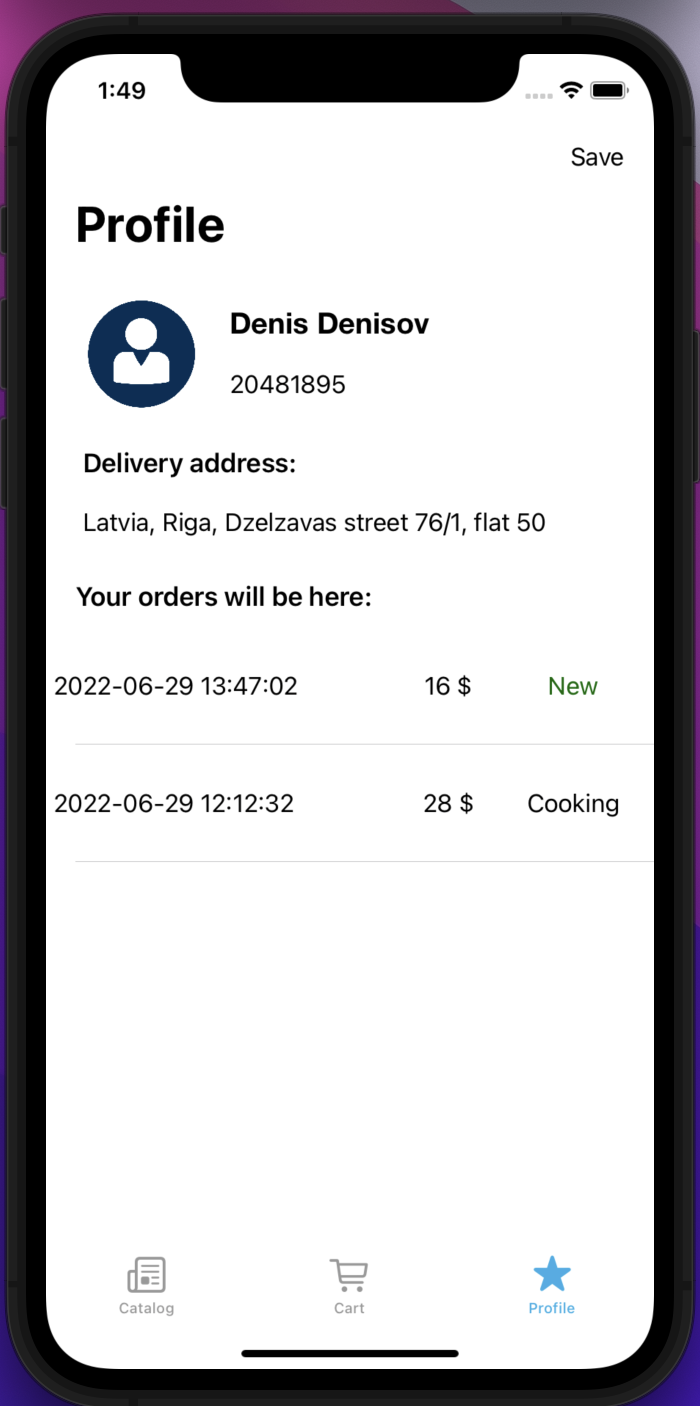 1:49
Save
Profile
Denis Denisov
20481895
Delivery address:
Latvia, Riga, Dzelzavas street 76/1, flat 50
Your orders will be here:
2022-06-29 13:47:02 16 $ New
2022-06-29 12:12:32 28 $ Cooking
Catalog Cart Profile